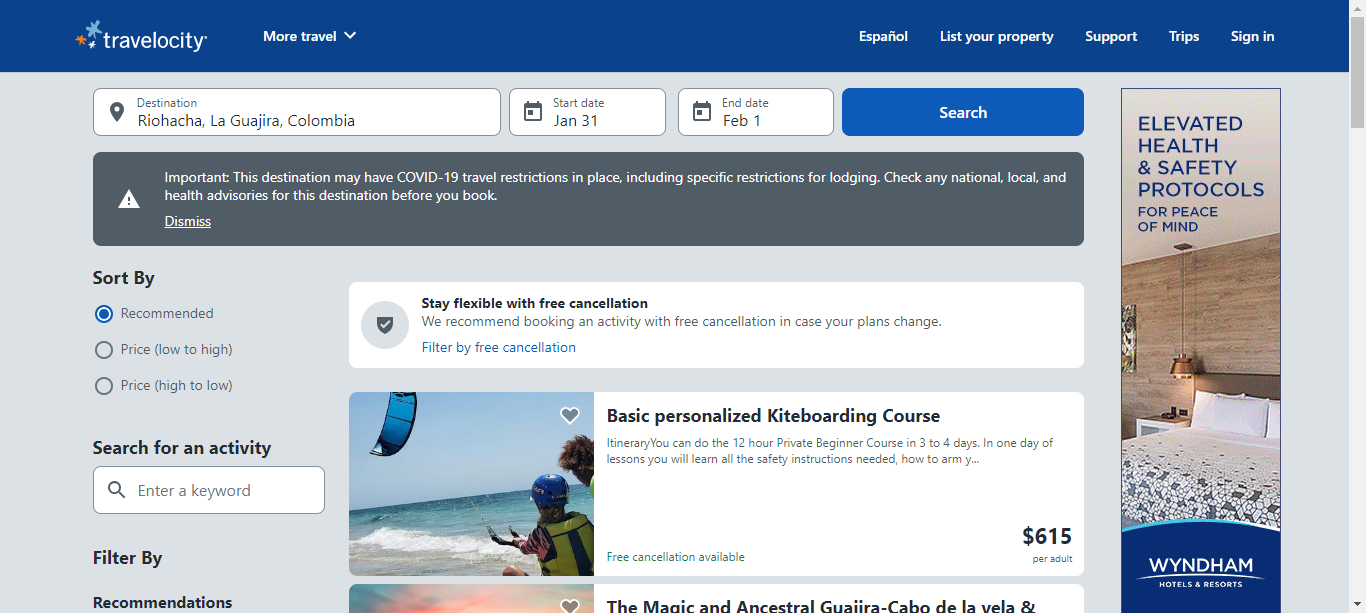 travelocity
More travel
Español
List your property
Support
Trips
Sign in
Destination
Riohacha, La Guajira, Colombia
Start date
Jan 31
End date
Feb 1
Search
Important: This destination may have COVID-19 travel restrictions in place, including specific restrictions for lodging. Check any national, local, and
health advisories for this destination before you book.
Dismiss
Sort By
Recommended
Price (low to high)
Price (high to low)
Search for an activity
Enter a keyword
Filter By
Recommendations
Stay flexible with free cancellation
We recommend booking an activity with free cancellation in case your plans change.
Filter by free cancellation
Basic personalized Kiteboarding Course
ItineraryYou can do the 12 hour Private Beginner Course in 3 to 4 days. In one day of
lessons you will learn all the safety instructions needed, how to arm y...
$615
per adult
Free cancellation available
The Magic and Ancestral Guajira-Cabo de la vela &
ELEVATED
HEALTH
& SAFETY
PROTOCOLS
FOR PEACE
OF MIND
WYNDHAM
HOTELS & RESORTS